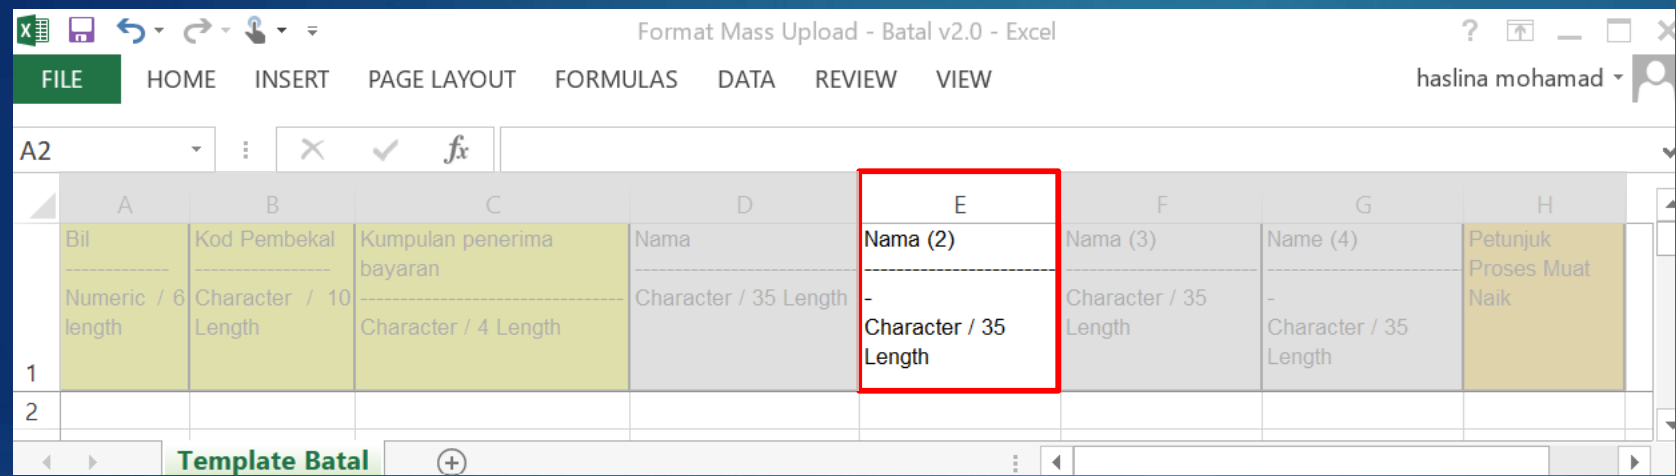 Format Mass Upload - Batal v2.0 - Excel
FILE HOME INSERT PAGE LAYOUT FORMULAS DATA REVIEW VIEW haslina mohamad
A2 fx
A B C D E F G H
Bil
-------------
Numeric / 6
length
Kod Pembekal
-----------------
Character / 10
Length
Kumpulan penerima
bayaran
---------------------------------
Character / 4 Length
Nama
----------------------------
Character / 35 Length
Nama (2)
------------------------
-
Character / 35
Length
Nama (3)
------------------------
Character / 35
Length
Name (4)
------------------------
-
Character / 35
Length
Petunjuk
Proses Muat
Naik
1
2
Template Batal